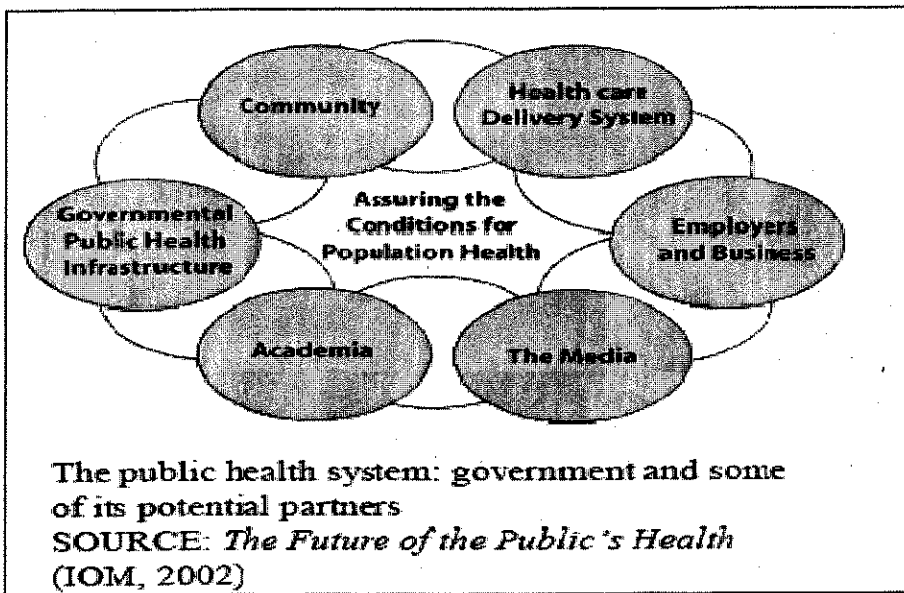 Community
Health care
Delivery System
Governmental
Public Health
Infrastructure
Assuring the
Conditions for
Population Health
Employers
and Business
Academia
The Media
The public health system: government and some
of its potential partners
SOURCE: The Future of the Public's Health
(IOM, 2002)